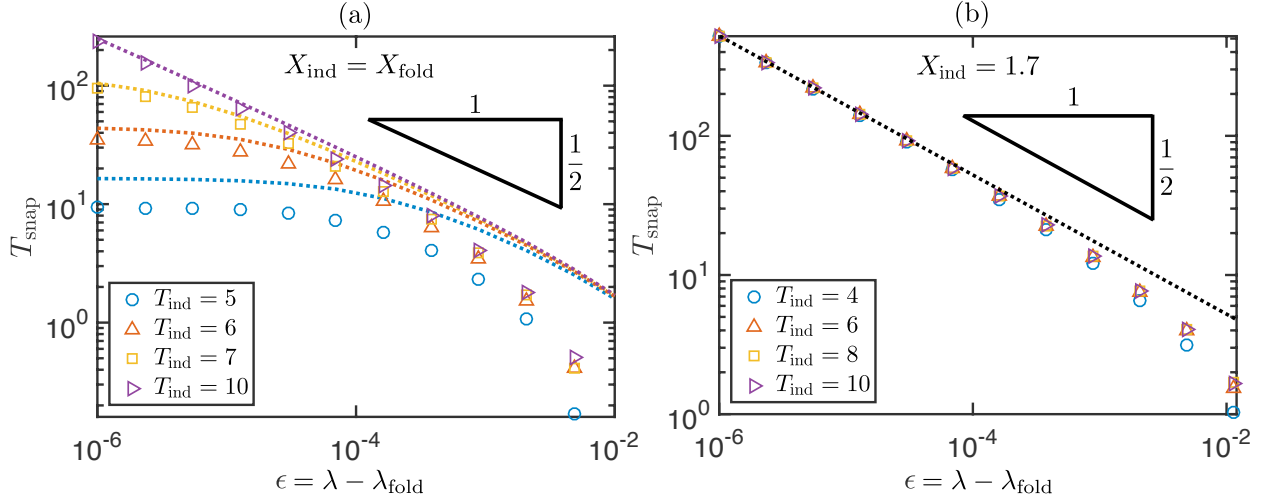 (a)
X_ind = X_fold
1
1/2
10^2
10^1
10^0
T_snap
T_ind = 5
T_ind = 6
T_ind = 7
T_ind = 10
10^-6
10^-4
10^-2
ϵ = λ − λ_fold
(b)
X_ind = 1.7
1
1/2
10^2
10^1
10^0
T_snap
T_ind = 4
T_ind = 6
T_ind = 8
T_ind = 10
10^-6
10^-4
10^-2
ϵ = λ − λ_fold